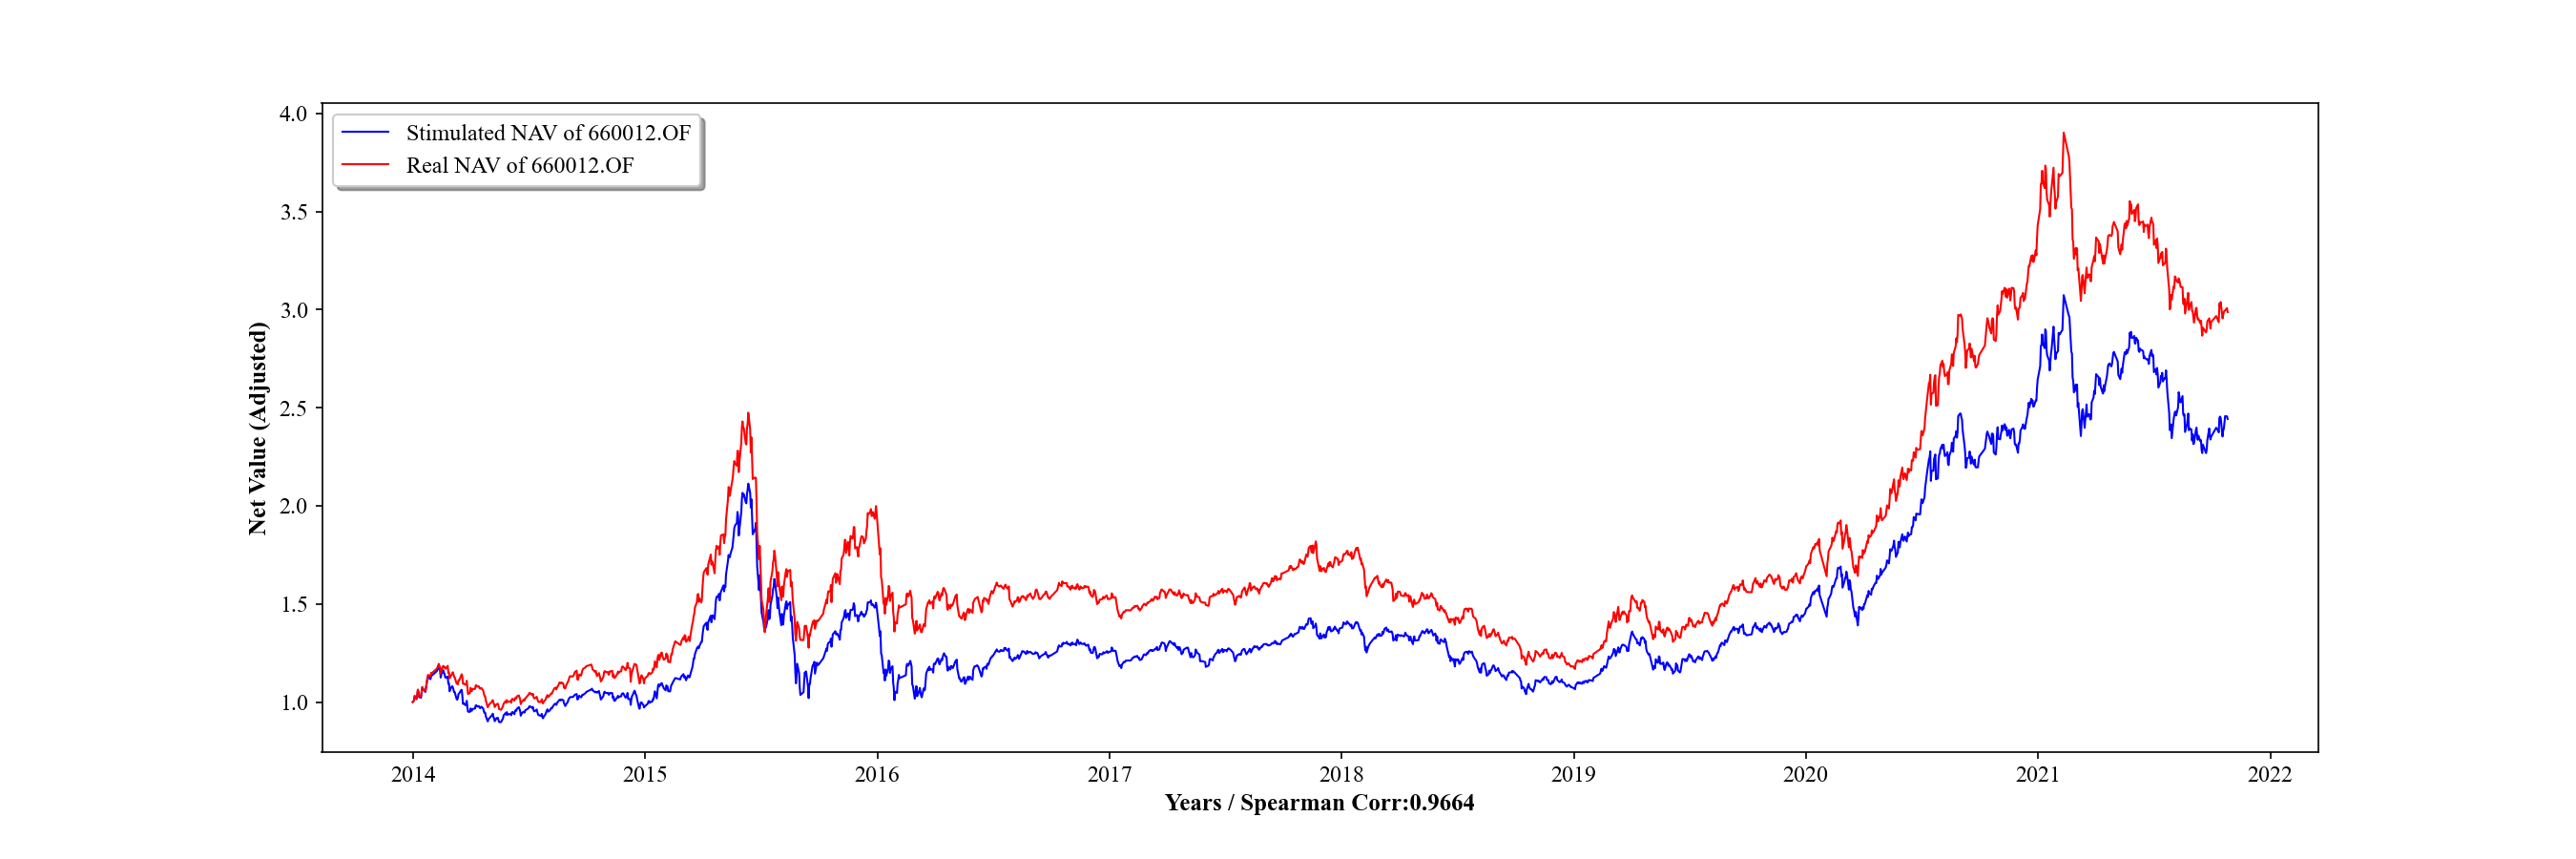 4.0
3.5
3.0
2.5
2.0
1.5
1.0
Net Value (Adjusted)
Stimulated NAV of 660012.OF
Real NAV of 660012.OF
2014 2015 2016 2017 2018 2019 2020 2021 2022
Years / Spearman Corr:0.9664